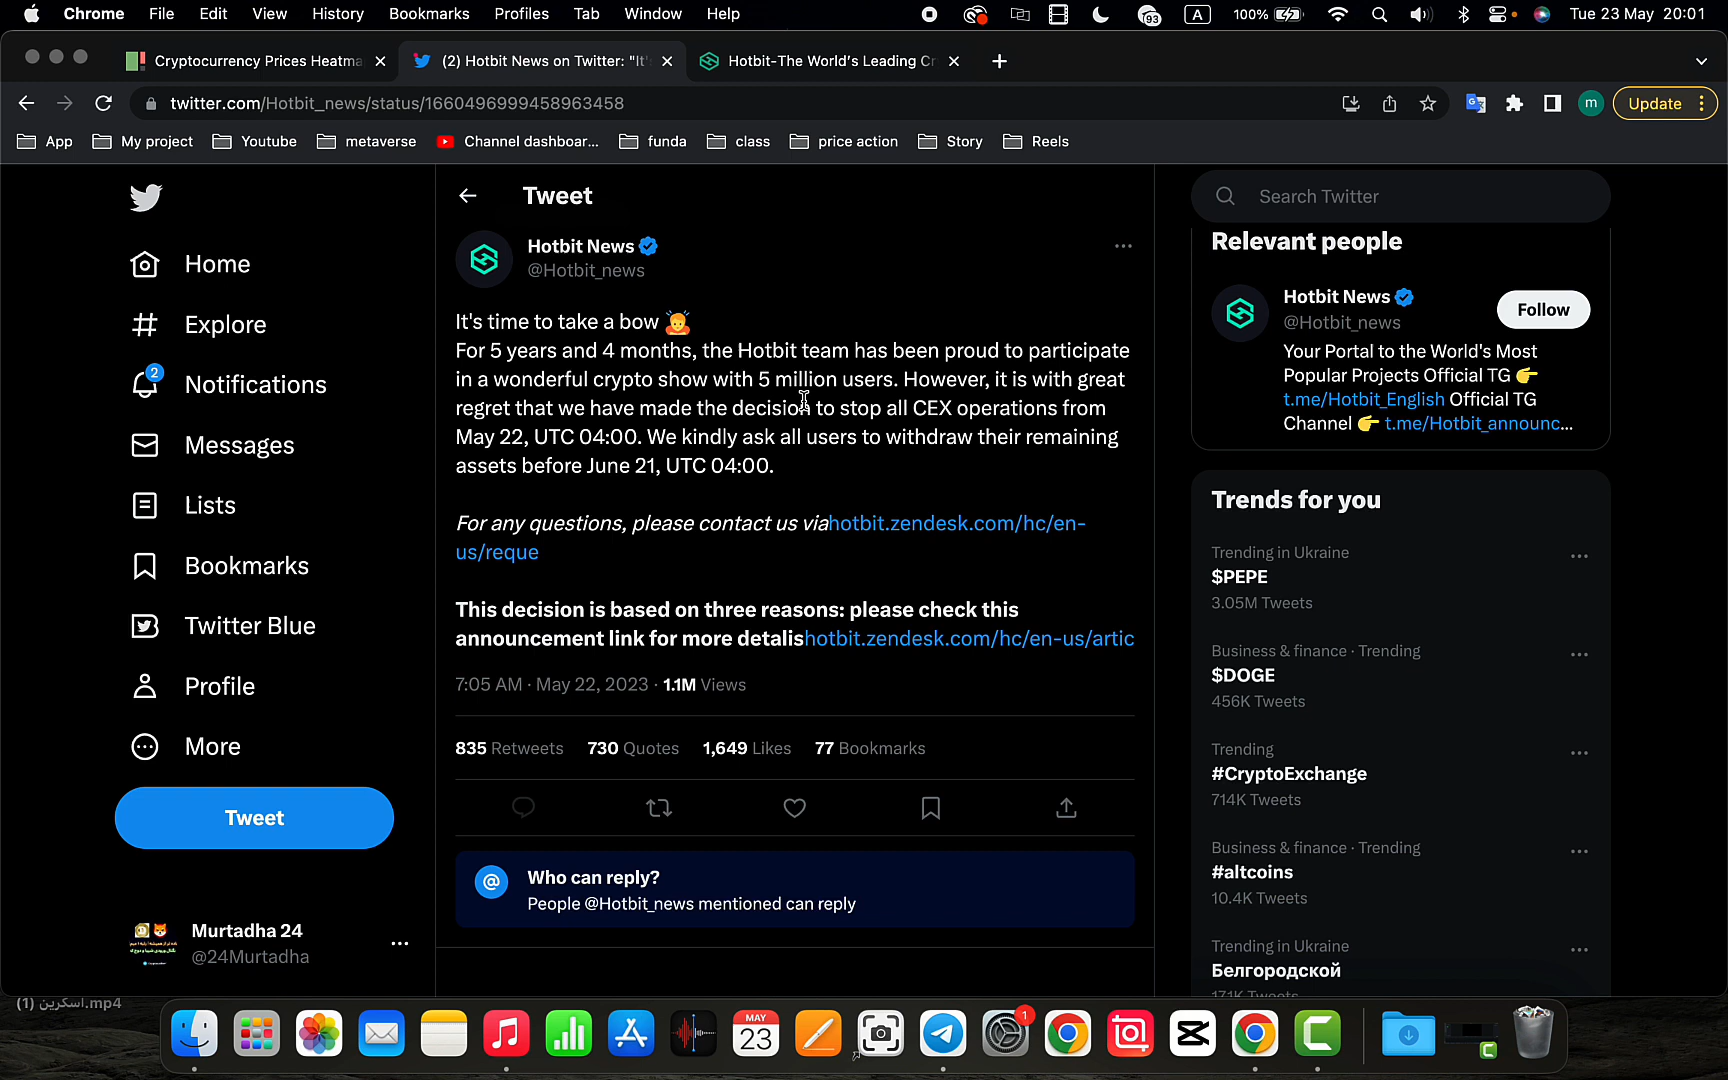 Chrome File Edit View History Bookmarks Profiles Tab Window Help 93 A 100% Tue 23 May 20:01
Cryptocurrency Prices Heatma (2) Hotbit News on Twitter: "It' Hotbit-The World's Leading Cr
twitter.com/Hotbit_news/status/1660496999458963458 m Update
App My project Youtube metaverse Channel dashboar... funda class price action Story Reels
Home
Explore
2
Notifications
Messages
Lists
Bookmarks
Twitter Blue
Profile
More
Tweet
Murtadha 24
@24Murtadha
Tweet
Hotbit News
@Hotbit_news
It's time to take a bow
For 5 years and 4 months, the Hotbit team has been proud to participate
in a wonderful crypto show with 5 million users. However, it is with great
regret that we have made the decision to stop all CEX operations from
May 22, UTC 04:00. We kindly ask all users to withdraw their remaining
assets before June 21, UTC 04:00.
For any questions, please contact us viahotbit.zendesk.com/hc/en-
us/reque
This decision is based on three reasons: please check this
announcement link for more detalishotbit.zendesk.com/hc/en-us/artic
7:05 AM · May 22, 2023 · 1.1M Views
835 Retweets 730 Quotes 1,649 Likes 77 Bookmarks
@
Who can reply?
People @Hotbit_news mentioned can reply
Search Twitter
Relevant people
Hotbit News
@Hotbit_news
Follow
Your Portal to the World's Most
Popular Projects Official TG
t.me/Hotbit_English Official TG
Channel t.me/Hotbit_announc...
Trends for you
Trending in Ukraine
$PEPE
3.05M Tweets
Business & finance · Trending
$DOGE
456K Tweets
Trending
#CryptoExchange
714K Tweets
Business & finance · Trending
#altcoins
10.4K Tweets
Trending in Ukraine
Белгородской
171K Tweets
اسکرین (1).mp4
MAY
23
1